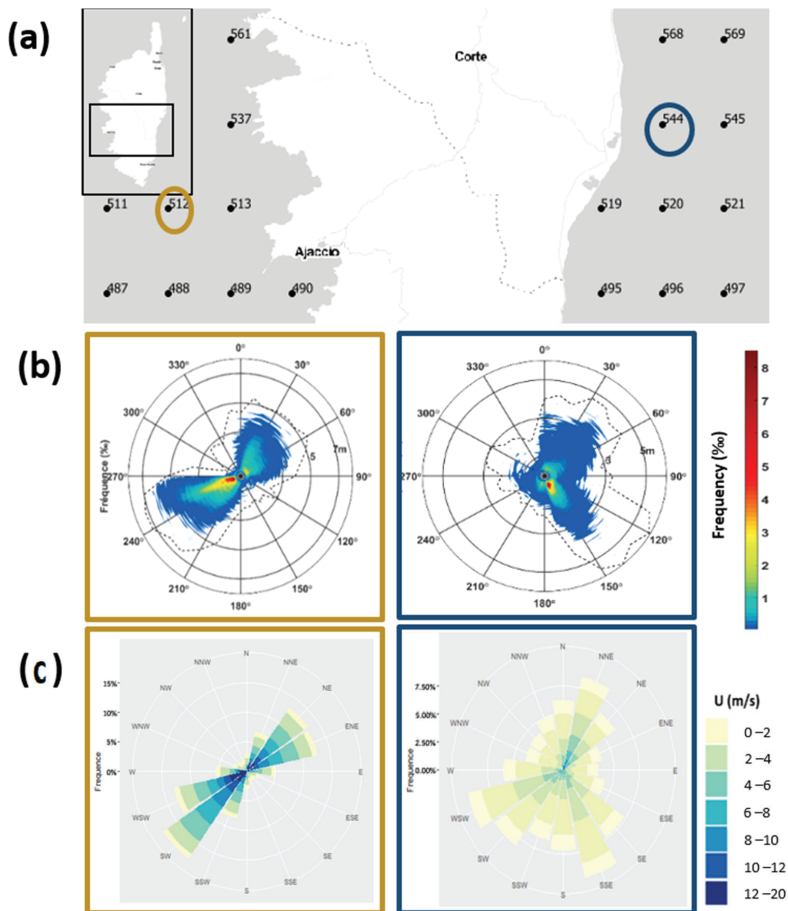 (a)
561
Corte
568
569
537
544
545
511
512
513
519
520
521
Ajaccio
487
488
489
490
495
496
497
(b)
0°
330°
30°
300°
60°
7m
5
270°
90°
240°
120°
210°
150°
180°
Fréquence (‰)
0°
330°
30°
300°
60°
5m
3
270°
90°
240°
120°
210°
150°
180°
Frequency (‰)
8
7
6
5
4
3
2
1
(c)
N
NNW
NNE
NW
NE
WNW
ENE
W
E
WSW
ESE
SW
SE
SSW
SSE
S
15%
10%
5%
0%
Frequence
N
NNW
NNE
NW
NE
WNW
ENE
W
E
WSW
ESE
SW
SE
SSW
SSE
S
7.50%
5.00%
2.50%
0.00%
Frequence
U (m/s)
0 –2
2 –4
4 –6
6 –8
8 –10
10 –12
12 –20